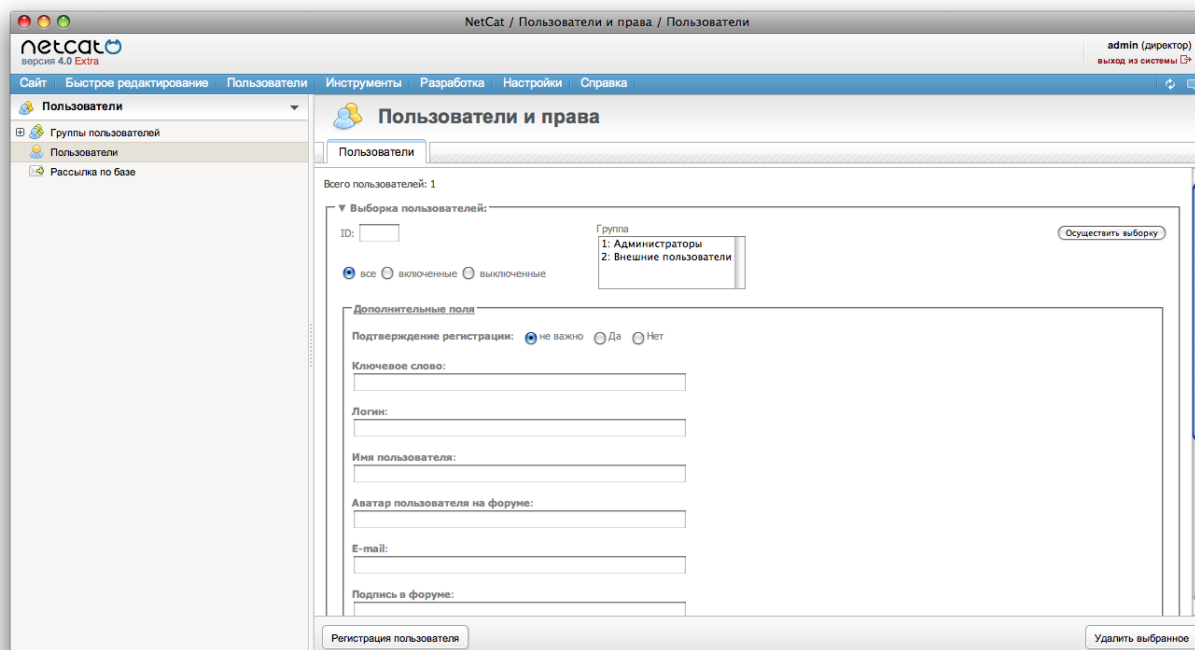 NetCat / Пользователи и права / Пользователи
netcat
версия 4.0 Extra
admin (директор)
выход из системы
Сайт Быстрое редактирование Пользователи Инструменты Разработка Настройки Справка
Пользователи
Группы пользователей
Пользователи
Рассылка по базе
Пользователи и права
Пользователи
Всего пользователей: 1
Выборка пользователей:
ID:
Группа
1: Администраторы
2: Внешние пользователи
Осуществить выборку
все включенные выключенные
Дополнительные поля
Подтверждение регистрации: не важно Да Нет
Ключевое слово:
Логин:
Имя пользователя:
Аватар пользователя на форуме:
E-mail:
Подпись в форуме:
Регистрация пользователя
Удалить выбранное